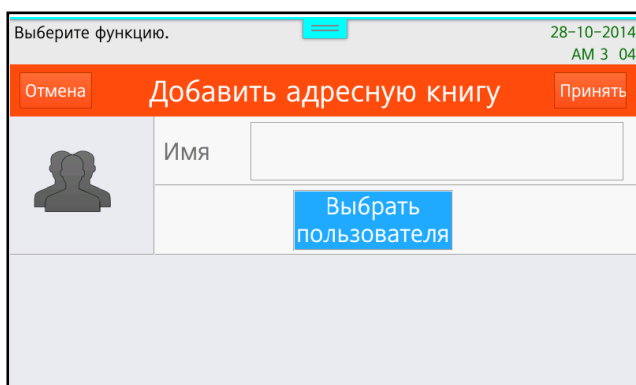 Выберите функцию.
28-10-2014
AM 3 04
Отмена
Добавить адресную книгу
Принять
Имя
Выбрать
пользователя